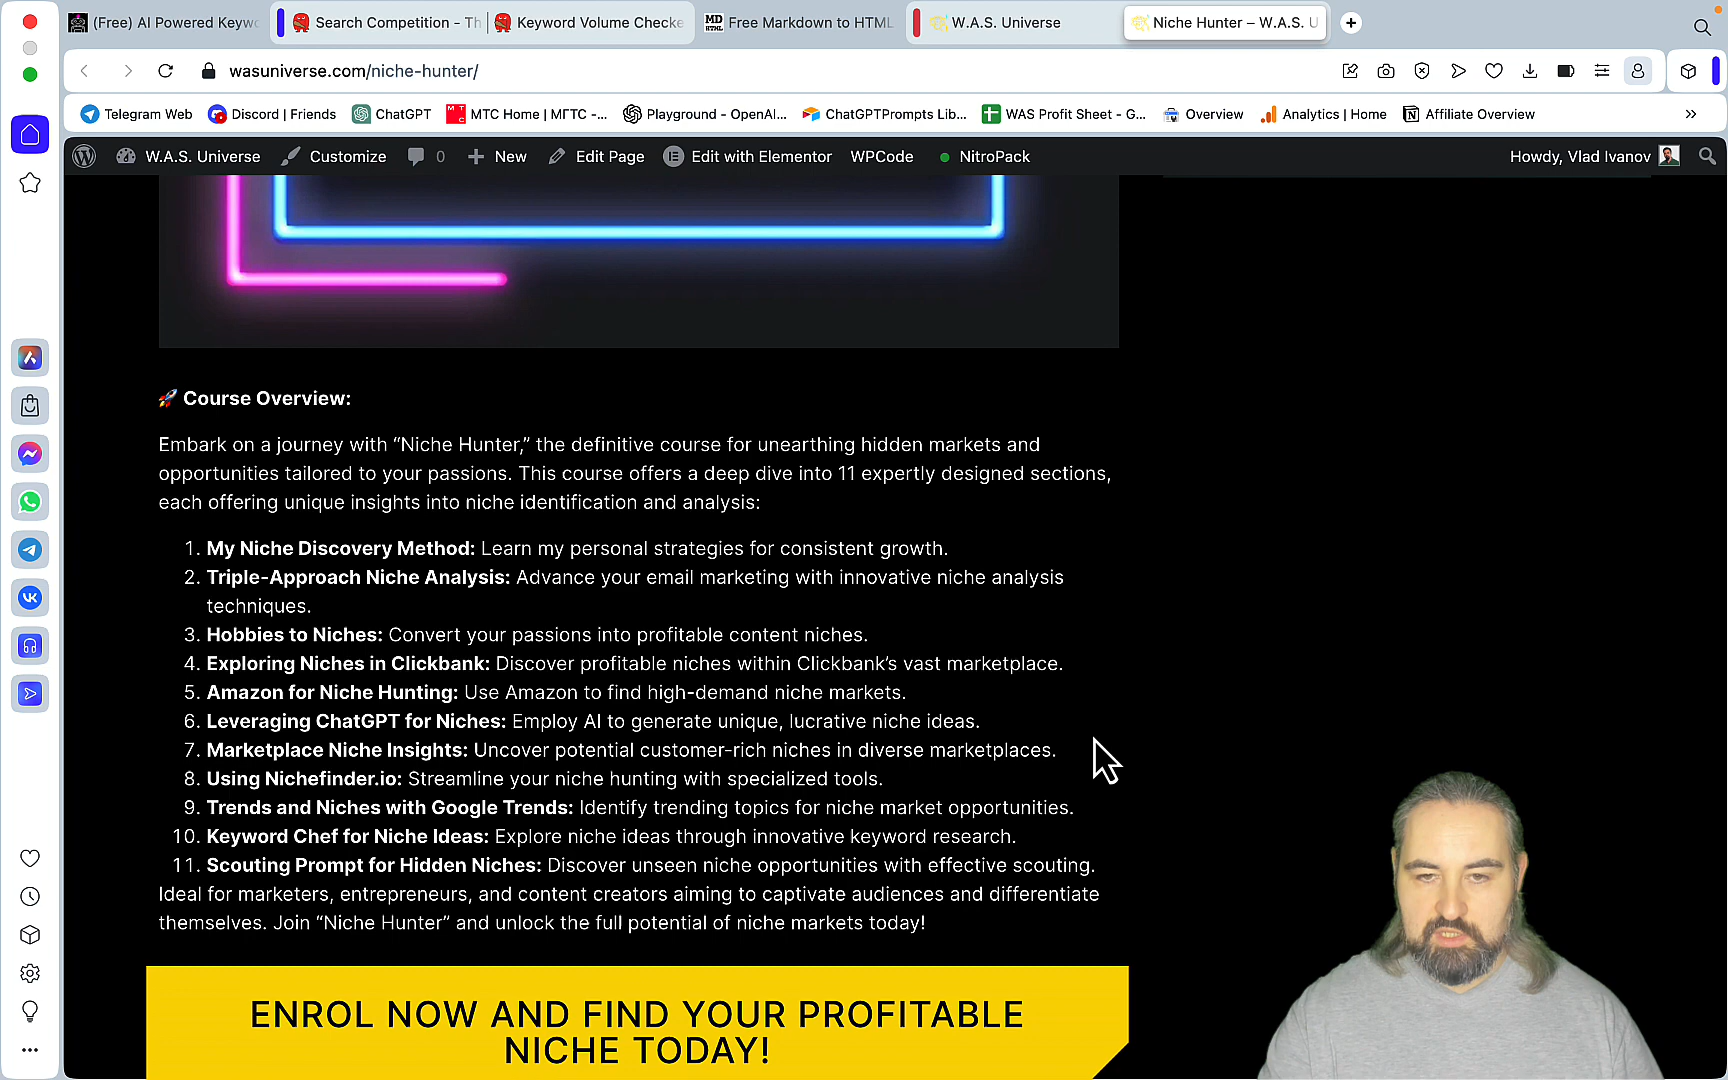 (Free) AI Powered Keyw
Search Competition - Th
Keyword Volume Checke
MD
HTML
Free Markdown to HTML
W.A.S. Universe
Niche Hunter – W.A.S. U
wasuniverse.com/niche-hunter/
Telegram Web
Discord | Friends
ChatGPT
MTC Home | МГТС -...
Playground - OpenAI...
ChatGPTPrompts Lib...
WAS Profit Sheet - G...
Overview
Analytics | Home
Affiliate Overview
W.A.S. Universe
Customize
0
New
Edit Page
Edit with Elementor
WPCode
NitroPack
Howdy, Vlad Ivanov
🚀 Course Overview:
Embark on a journey with “Niche Hunter,” the definitive course for unearthing hidden markets and
opportunities tailored to your passions. This course offers a deep dive into 11 expertly designed sections,
each offering unique insights into niche identification and analysis:
1. My Niche Discovery Method: Learn my personal strategies for consistent growth.
2. Triple-Approach Niche Analysis: Advance your email marketing with innovative niche analysis
techniques.
3. Hobbies to Niches: Convert your passions into profitable content niches.
4. Exploring Niches in Clickbank: Discover profitable niches within Clickbank’s vast marketplace.
5. Amazon for Niche Hunting: Use Amazon to find high-demand niche markets.
6. Leveraging ChatGPT for Niches: Employ AI to generate unique, lucrative niche ideas.
7. Marketplace Niche Insights: Uncover potential customer-rich niches in diverse marketplaces.
8. Using Nichefinder.io: Streamline your niche hunting with specialized tools.
9. Trends and Niches with Google Trends: Identify trending topics for niche market opportunities.
10. Keyword Chef for Niche Ideas: Explore niche ideas through innovative keyword research.
11. Scouting Prompt for Hidden Niches: Discover unseen niche opportunities with effective scouting.
Ideal for marketers, entrepreneurs, and content creators aiming to captivate audiences and differentiate
themselves. Join “Niche Hunter” and unlock the full potential of niche markets today!
ENROL NOW AND FIND YOUR PROFITABLE
NICHE TODAY!